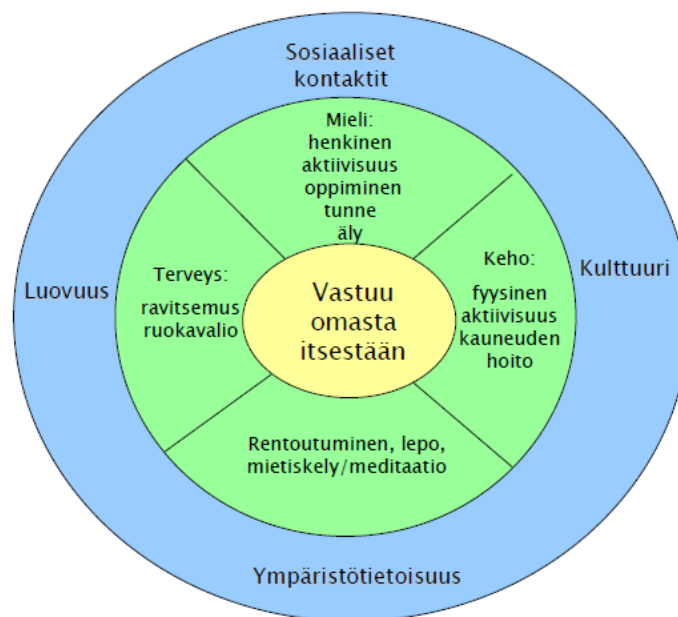 Sosiaaliset
kontaktit
Mieli:
henkinen
aktiivisuus
oppiminen
tunne
äly
Luovuus
Terveys:
ravitsemus
ruokavalio
Vastuu
omasta
itsestään
Keho:
fyysinen
aktiivisuus
kauneuden
hoito
Kulttuuri
Rentoutuminen, lepo,
mietiskely/meditaatio
Ympäristötietoisuus